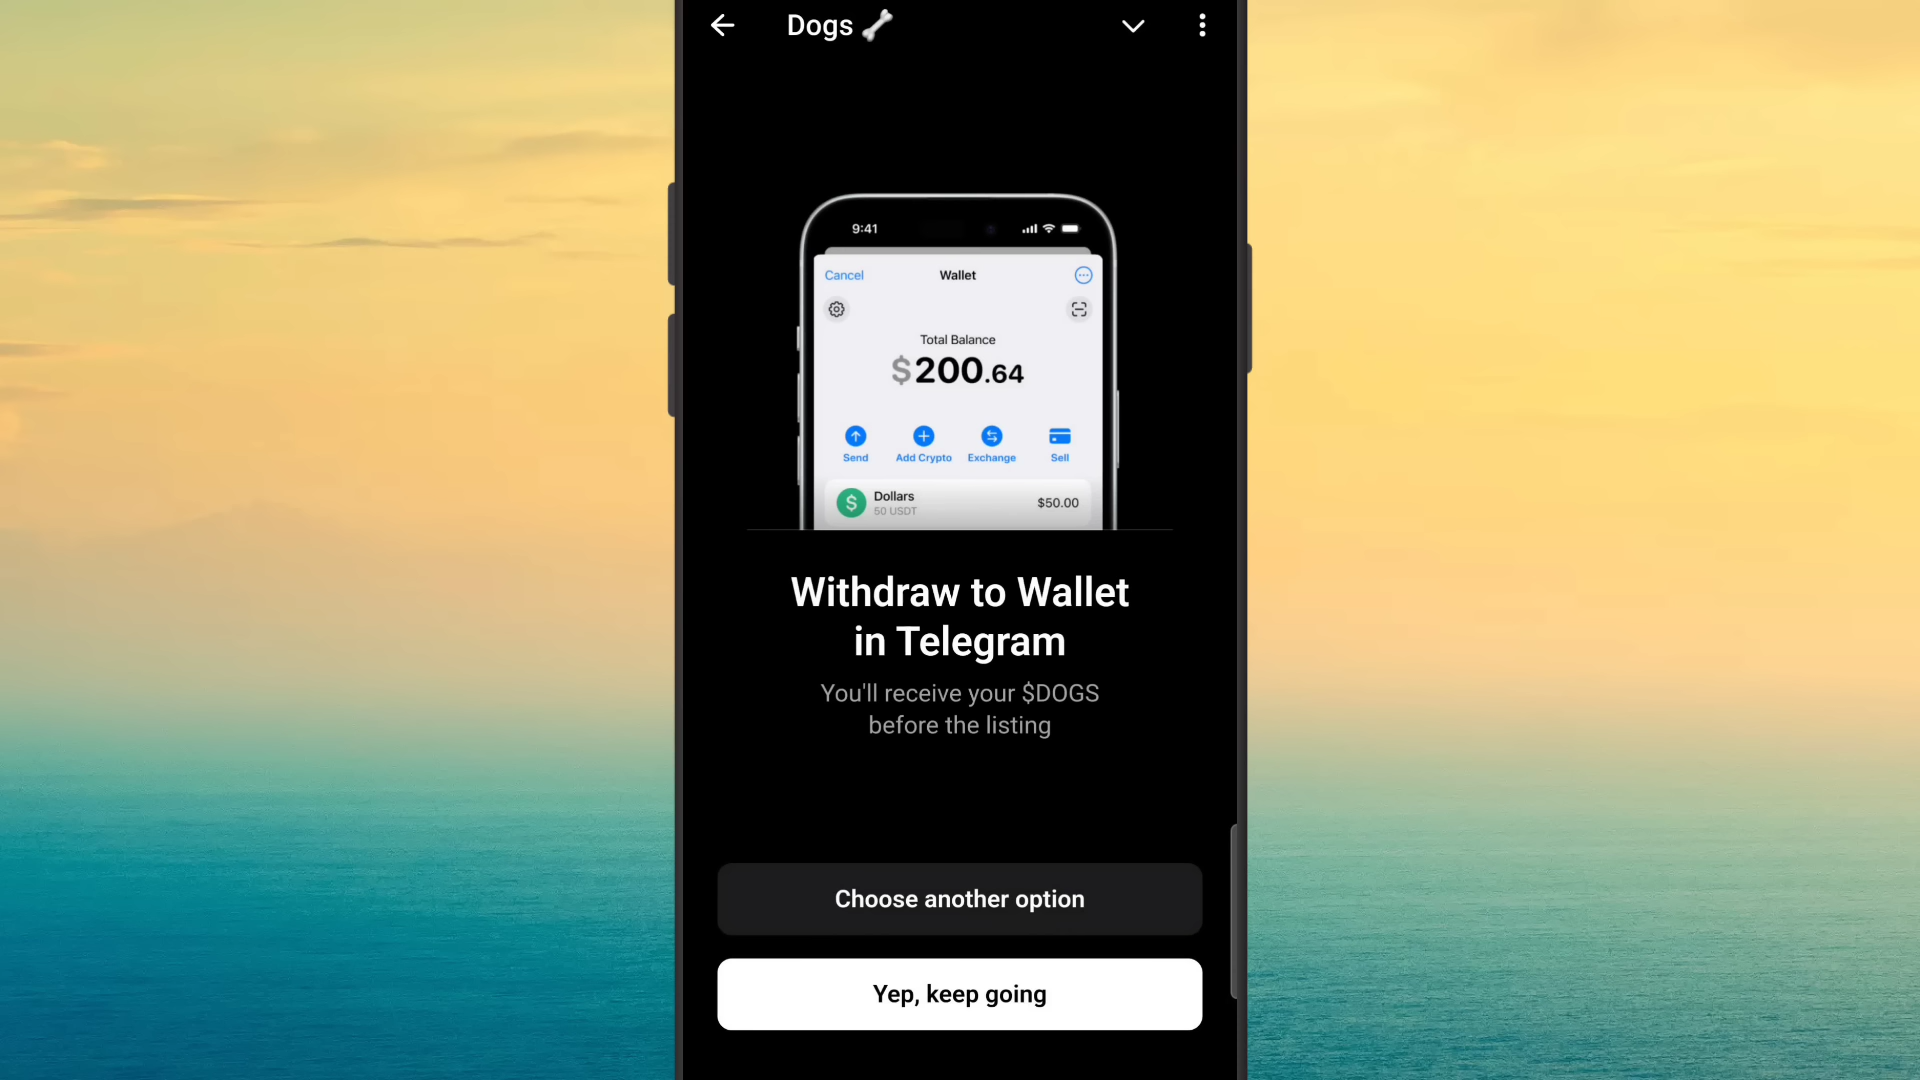 Dogs 🦴
9:41
Cancel
Wallet
Total Balance
$200.64
Send
Add Crypto
Exchange
Sell
Dollars
50 USDT
$50.00
Withdraw to Wallet
in Telegram
You'll receive your $DOGS
before the listing
Choose another option
Yep, keep going